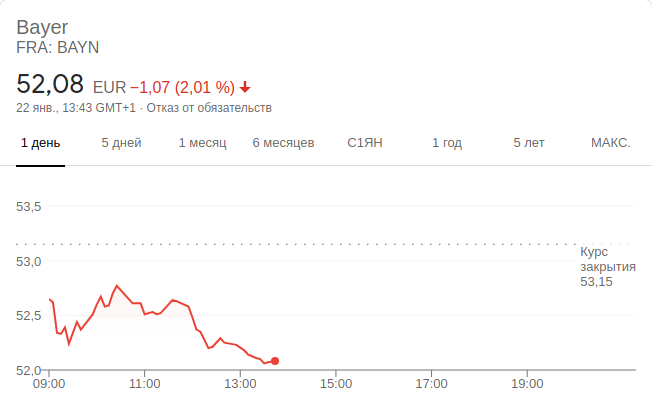 Bayer
FRA: BAYN
52,08 EUR −1,07 (2,01 %)
22 янв., 13:43 GMT+1 · Отказ от обязательств
1 день 5 дней 1 месяц 6 месяцев С1ЯН 1 год 5 лет МАКС.
53,5
53,0
52,5
52,0
Курс
закрытия
53,15
09:00 11:00 13:00 15:00 17:00 19:00